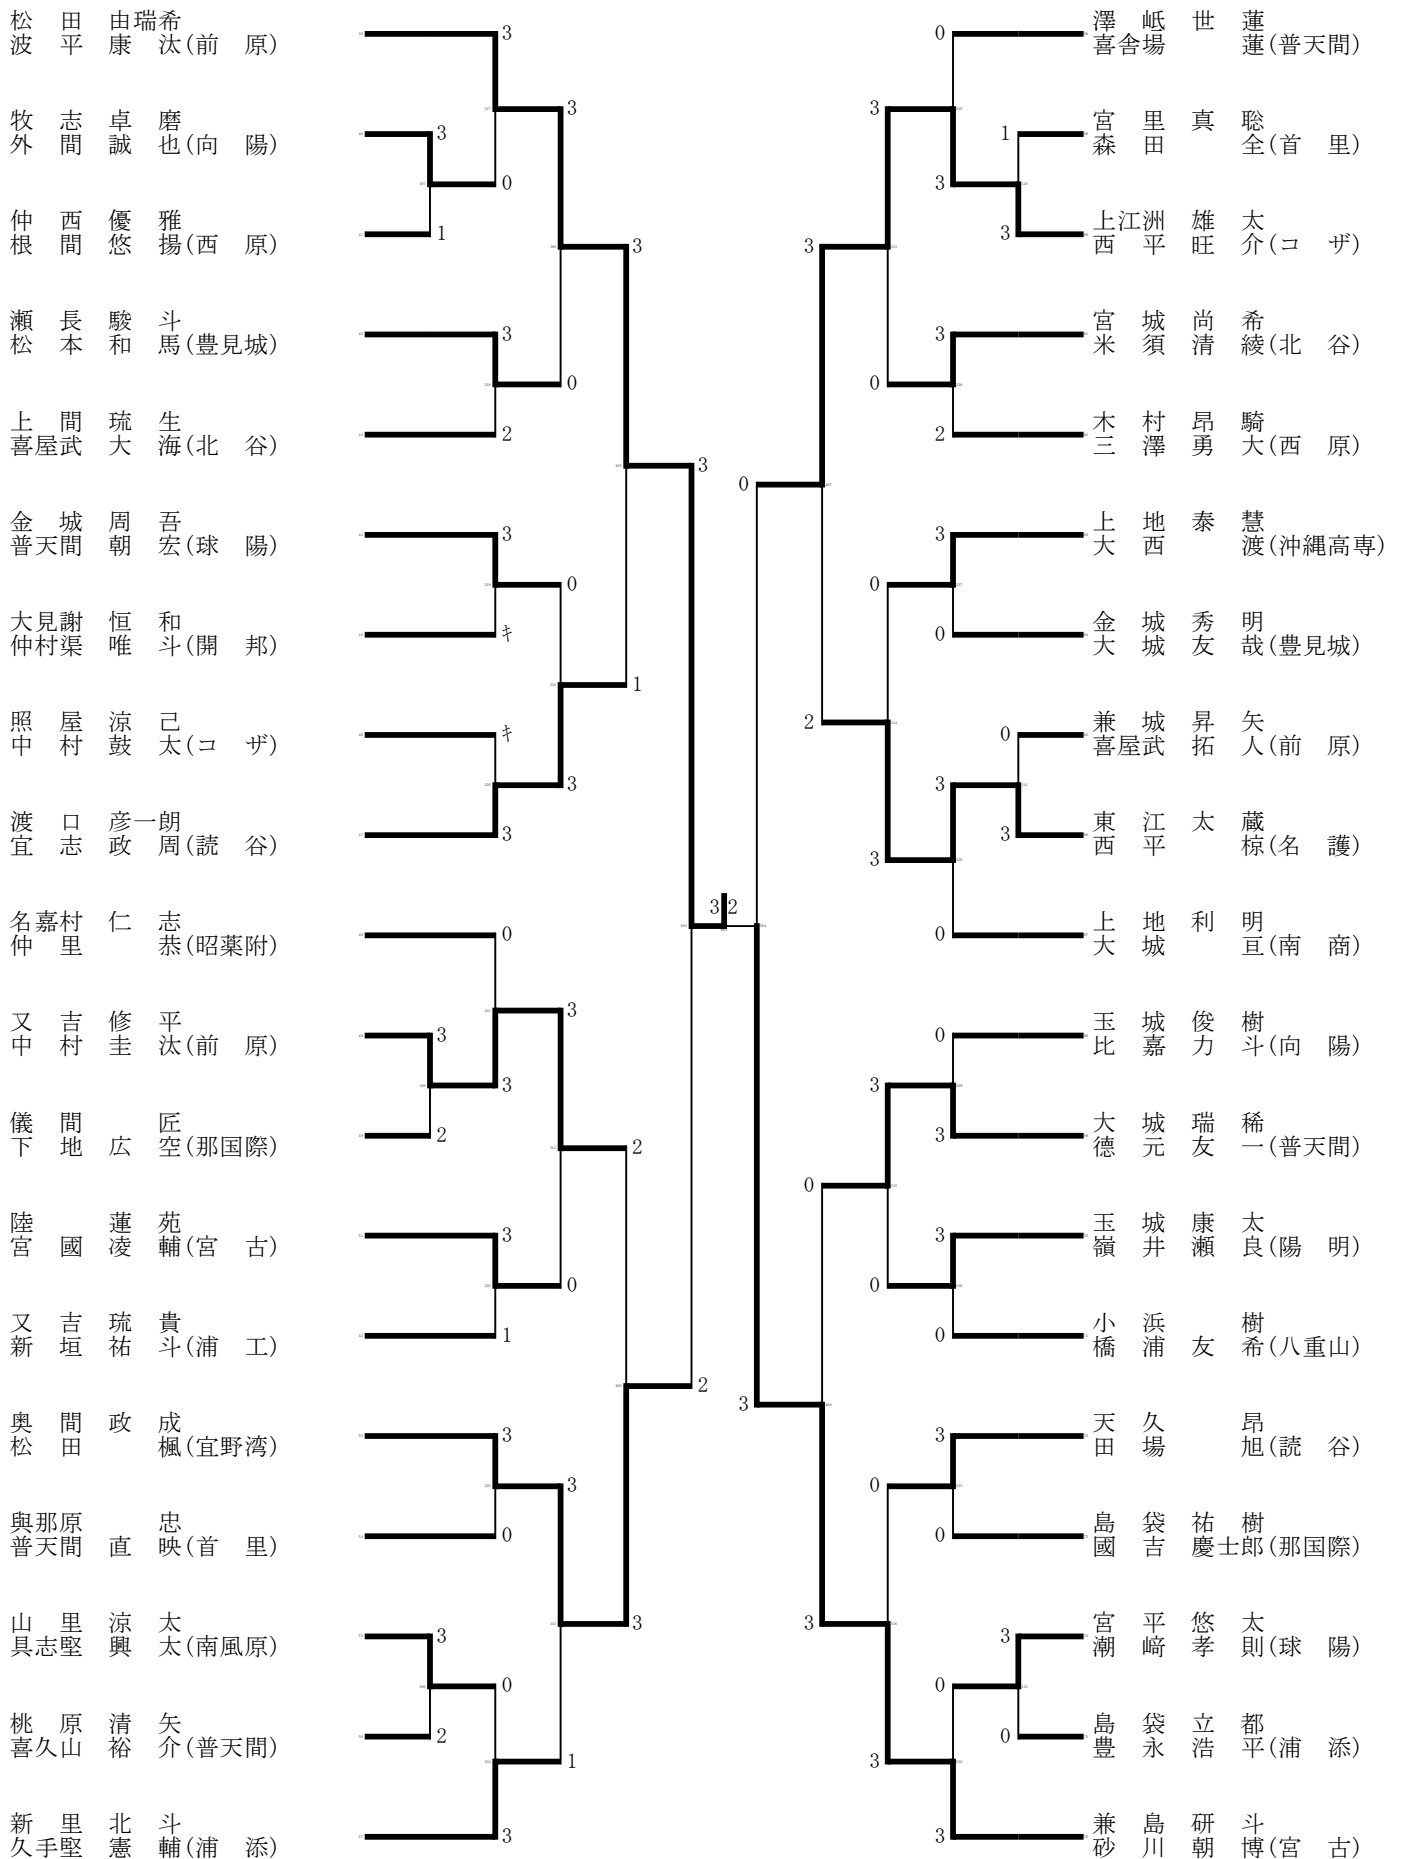 松田由瑞希
波平康汰(前原)
3
3
牧志卓磨
外間誠也(向陽)
3
0
仲西優雅
根間悠揚(西原)
1
3
瀬長駿斗
松本和馬(豊見城)
3
0
上間琉生
喜屋武大海(北谷)
2
3
金城周吾
普天間朝宏(球陽)
3
0
大見謝恒和
仲村渠唯斗(開邦)
キ
1
照屋涼己
中村鼓太(コザ)
キ
3
渡口彦一朗
宜志政周(読谷)
3
名嘉村仁志
仲里恭(昭薬附)
0
3
又吉修平
中村圭汰(前原)
3
3
儀間匠
下地広空(那国際)
2
2
陸蓮苑
宮國凌輔(宮古)
3
0
又吉琉貴
新垣祐斗(浦工)
1
2
奥間政成
松田楓(宜野湾)
3
3
與那原忠
普天間直映(首里)
0
3
山里涼太
具志堅興太(南風原)
3
0
桃原清矢
喜久山裕介(普天間)
2
1
新里北斗
久手堅憲輔(浦添)
3
3 2
澤岻世蓮
喜舎場蓮(普天間)
0
3
宮里真聡
森田全(首里)
1
3
上江洲雄太
西平旺介(コザ)
3
3
宮城尚希
米須清綾(北谷)
3
0
木村昂騎
三澤勇大(西原)
2
0
上地泰慧
大西渡(沖縄高専)
3
0
金城秀明
大城友哉(豊見城)
0
2
兼城昇矢
喜屋武拓人(前原)
0
3
東江太蔵
西平椋(名護)
3
3
上地利明
大城亘(南商)
0
玉城俊樹
比嘉力斗(向陽)
0
3
大城瑞稀
德元友一(普天間)
3
0
玉城康太
嶺井瀬良(陽明)
3
0
小浜樹
橋浦友希(八重山)
0
3
天久昂
田場旭(読谷)
3
0
島袋祐樹
國吉慶士郎(那国際)
0
3
宮平悠太
潮﨑孝則(球陽)
3
0
島袋立都
豊永浩平(浦添)
0
3
兼島研斗
砂川朝博(宮古)
3